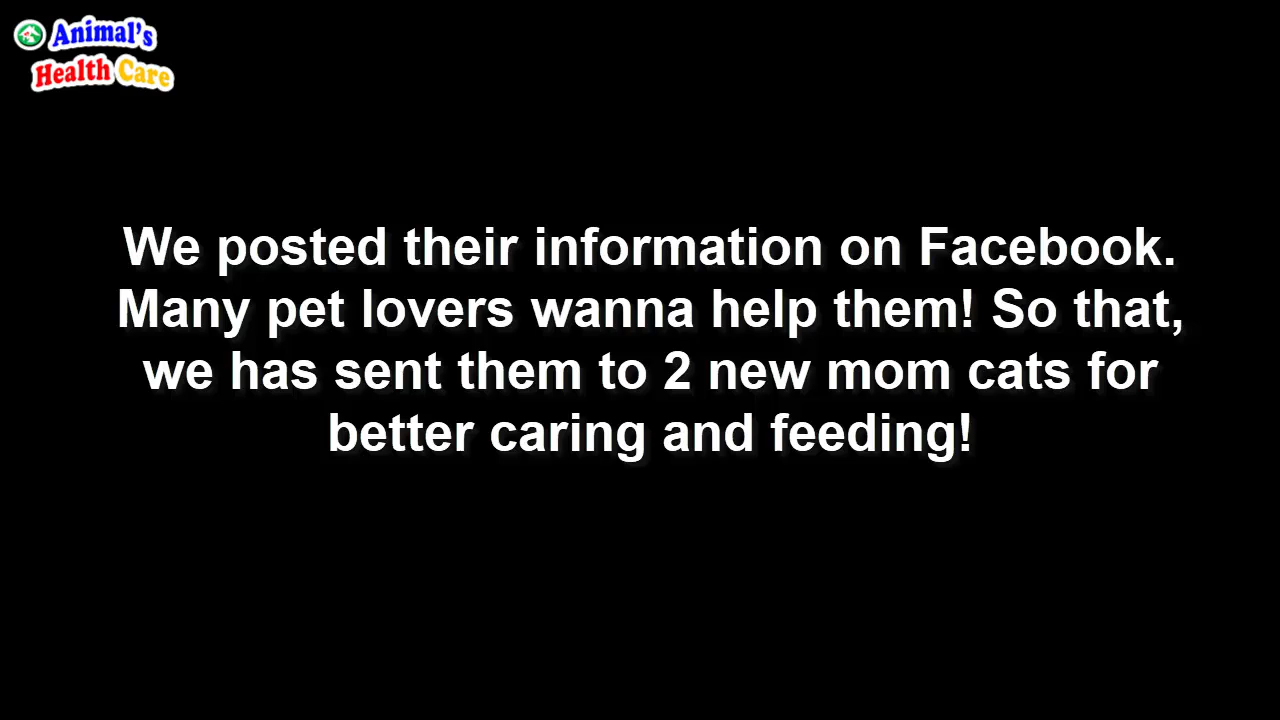 Animal's
Health Care
We posted their information on Facebook.
Many pet lovers wanna help them! So that,
we has sent them to 2 new mom cats for
better caring and feeding!